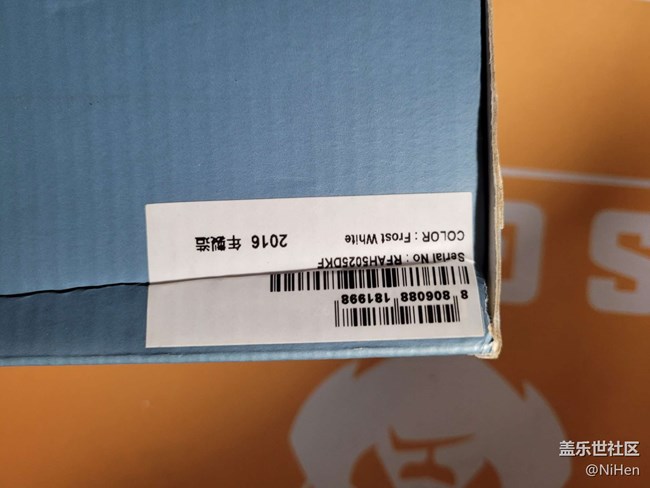 8 806088 181998
Serial No : RFAH5025DKF
COLOR : Frost White
2016 年製造
OS
盖乐世社区
@NiHen